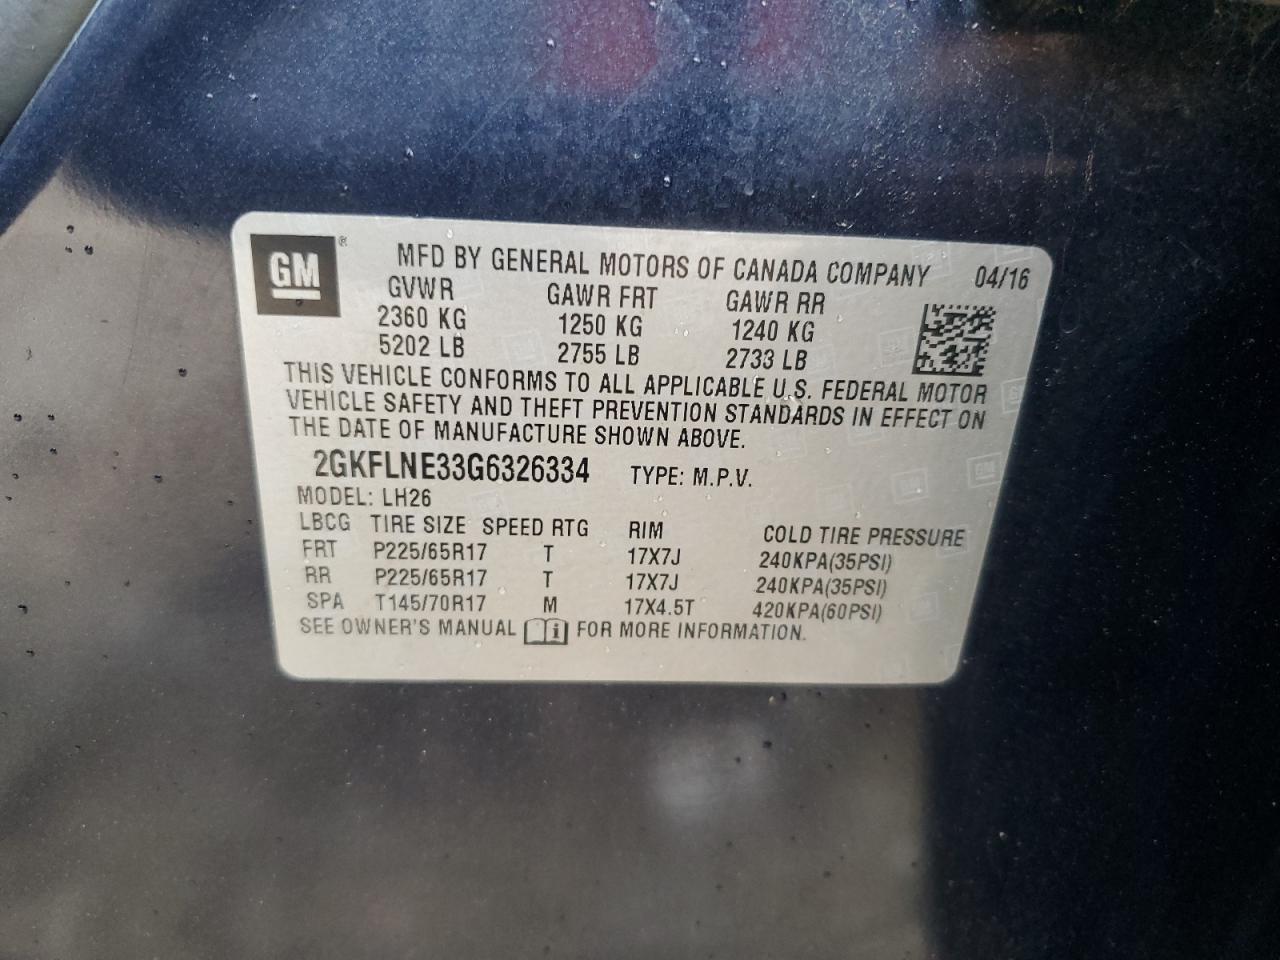 GM ®
MFD BY GENERAL MOTORS OF CANADA COMPANY 04/16
GVWR GAWR FRT GAWR RR
2360 KG 1250 KG 1240 KG
5202 LB 2755 LB 2733 LB
THIS VEHICLE CONFORMS TO ALL APPLICABLE U.S. FEDERAL MOTOR
VEHICLE SAFETY AND THEFT PREVENTION STANDARDS IN EFFECT ON
THE DATE OF MANUFACTURE SHOWN ABOVE.
2GKFLNE33G6326334 TYPE: M.P.V.
MODEL: LH26
LBCG TIRE SIZE SPEED RTG RIM COLD TIRE PRESSURE
FRT P225/65R17 T 17X7J 240KPA(35PSI)
RR P225/65R17 T 17X7J 240KPA(35PSI)
SPA T145/70R17 M 17X4.5T 420KPA(60PSI)
SEE OWNER'S MANUAL i FOR MORE INFORMATION.